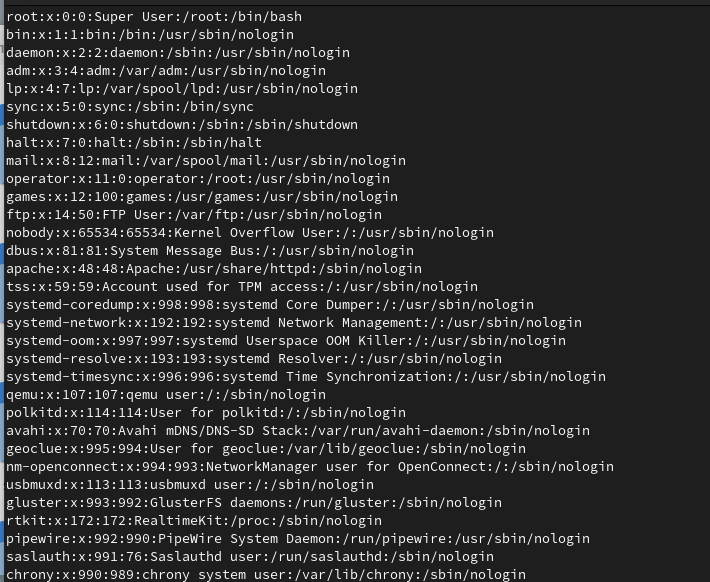 root:x:0:0:Super User:/root:/bin/bash
bin:x:1:1:bin:/bin:/usr/sbin/nologin
daemon:x:2:2:daemon:/sbin:/usr/sbin/nologin
adm:x:3:4:adm:/var/adm:/usr/sbin/nologin
lp:x:4:7:lp:/var/spool/lpd:/usr/sbin/nologin
sync:x:5:0:sync:/sbin:/bin/sync
shutdown:x:6:0:shutdown:/sbin:/sbin/shutdown
halt:x:7:0:halt:/sbin:/sbin/halt
mail:x:8:12:mail:/var/spool/mail:/usr/sbin/nologin
operator:x:11:0:operator:/root:/usr/sbin/nologin
games:x:12:100:games:/usr/games:/usr/sbin/nologin
ftp:x:14:50:FTP User:/var/ftp:/usr/sbin/nologin
nobody:x:65534:65534:Kernel Overflow User:/:/usr/sbin/nologin
dbus:x:81:81:System Message Bus:/:/usr/sbin/nologin
apache:x:48:48:Apache:/usr/share/httpd:/sbin/nologin
tss:x:59:59:Account used for TPM access:/:/usr/sbin/nologin
systemd-coredump:x:998:998:systemd Core Dumper:/:/usr/sbin/nologin
systemd-network:x:192:192:systemd Network Management:/:/usr/sbin/nologin
systemd-oom:x:997:997:systemd Userspace OOM Killer:/:/usr/sbin/nologin
systemd-resolve:x:193:193:systemd Resolver:/:/usr/sbin/nologin
systemd-timesync:x:996:996:systemd Time Synchronization:/:/usr/sbin/nologin
qemu:x:107:107:qemu user:/:/sbin/nologin
polkitd:x:114:114:User for polkitd:/:/sbin/nologin
avahi:x:70:70:Avahi mDNS/DNS-SD Stack:/var/run/avahi-daemon:/sbin/nologin
geoclue:x:995:994:User for geoclue:/var/lib/geoclue:/sbin/nologin
nm-openconnect:x:994:993:NetworkManager user for OpenConnect:/:/sbin/nologin
usbmuxd:x:113:113:usbmuxd user:/:/sbin/nologin
gluster:x:993:992:GlusterFS daemons:/run/gluster:/sbin/nologin
rtkit:x:172:172:RealtimeKit:/proc:/sbin/nologin
pipewire:x:992:990:PipeWire System Daemon:/run/pipewire:/usr/sbin/nologin
saslauth:x:991:76:Saslauthd user:/run/saslauthd:/sbin/nologin
chrony:x:990:989:chrony system user:/var/lib/chrony:/sbin/nologin